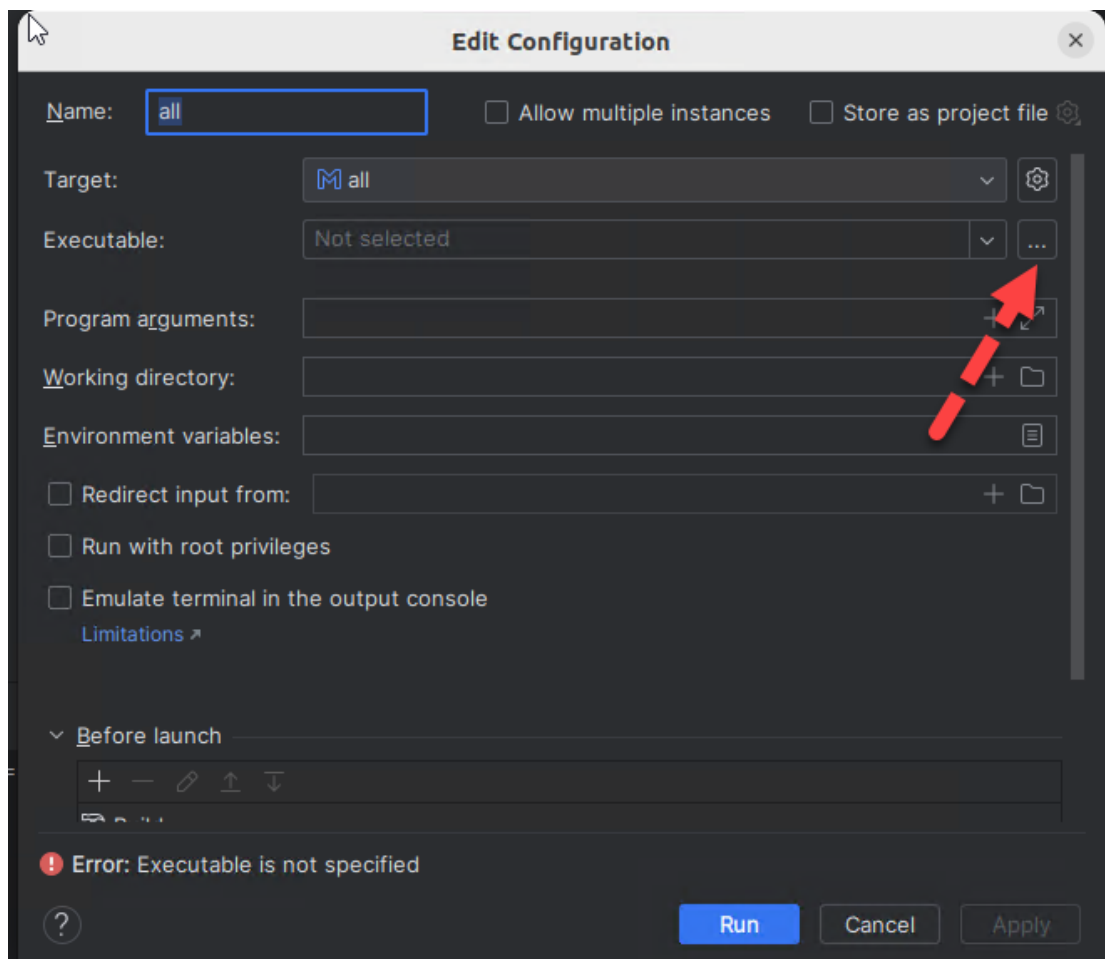 Edit Configuration
Name: all Allow multiple instances Store as project file
Target: all
Executable: Not selected ...
Program arguments:
Working directory:
Environment variables:
Redirect input from:
Run with root privileges
Emulate terminal in the output console
Limitations ↗
Before launch
Error: Executable is not specified
? Run Cancel Apply